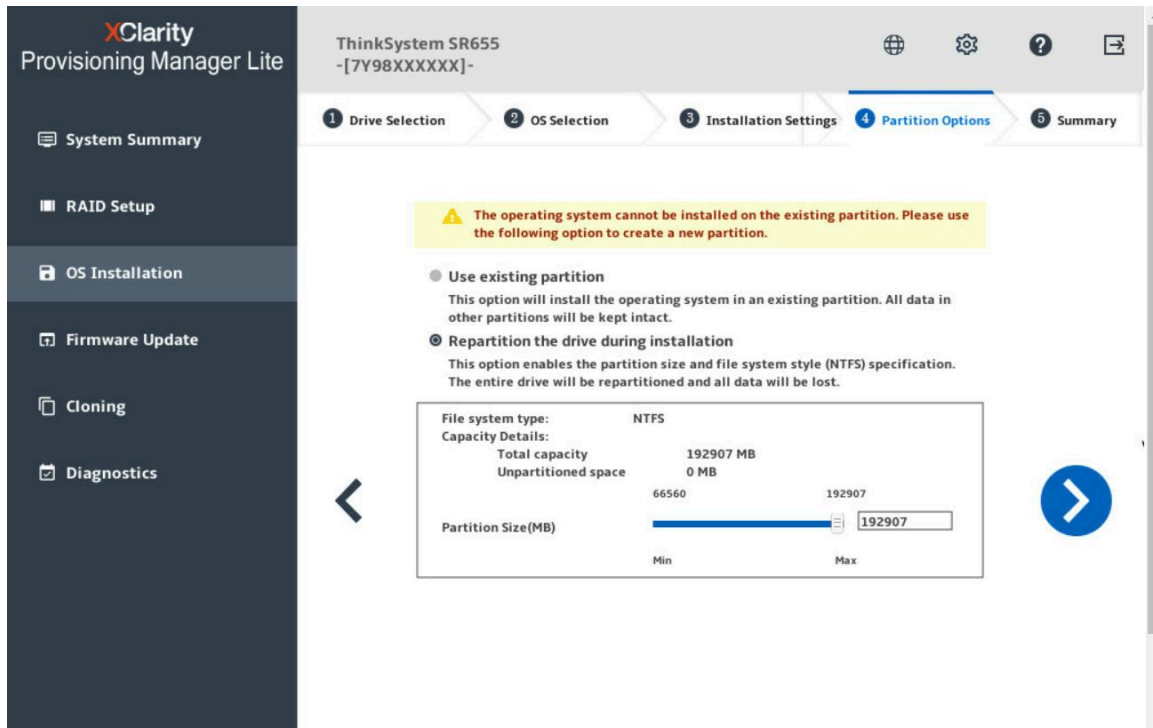 XClarity
Provisioning Manager Lite
System Summary
RAID Setup
OS Installation
Firmware Update
Cloning
Diagnostics
ThinkSystem SR655
-[7Y98XXXXXX]-
1 Drive Selection
2 OS Selection
3 Installation Settings
4 Partition Options
5 Summary
The operating system cannot be installed on the existing partition. Please use
the following option to create a new partition.
Use existing partition
This option will install the operating system in an existing partition. All data in
other partitions will be kept intact.
Repartition the drive during installation
This option enables the partition size and file system style (NTFS) specification.
The entire drive will be repartitioned and all data will be lost.
File system type: NTFS
Capacity Details:
Total capacity 192907 MB
Unpartitioned space 0 MB
66560 192907
Partition Size(MB) 192907
Min Max